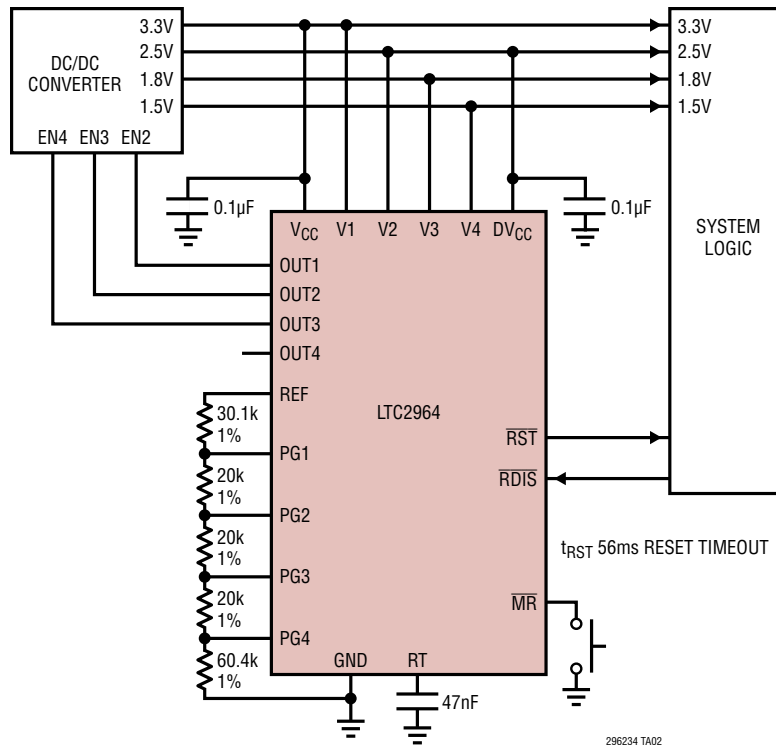 DC/DC
CONVERTER
3.3V
2.5V
1.8V
1.5V
EN4 EN3 EN2
3.3V
2.5V
1.8V
1.5V
SYSTEM
LOGIC
0.1µF
0.1µF
VCC V1 V2 V3 V4 DVCC
OUT1
OUT2
OUT3
OUT4
REF
LTC2964
30.1k
1%
PG1
20k
1%
PG2
20k
1%
PG3
20k
1%
PG4
60.4k
1%
RST
RDIS
tRST 56ms RESET TIMEOUT
MR
GND RT
47nF
296234 TA02